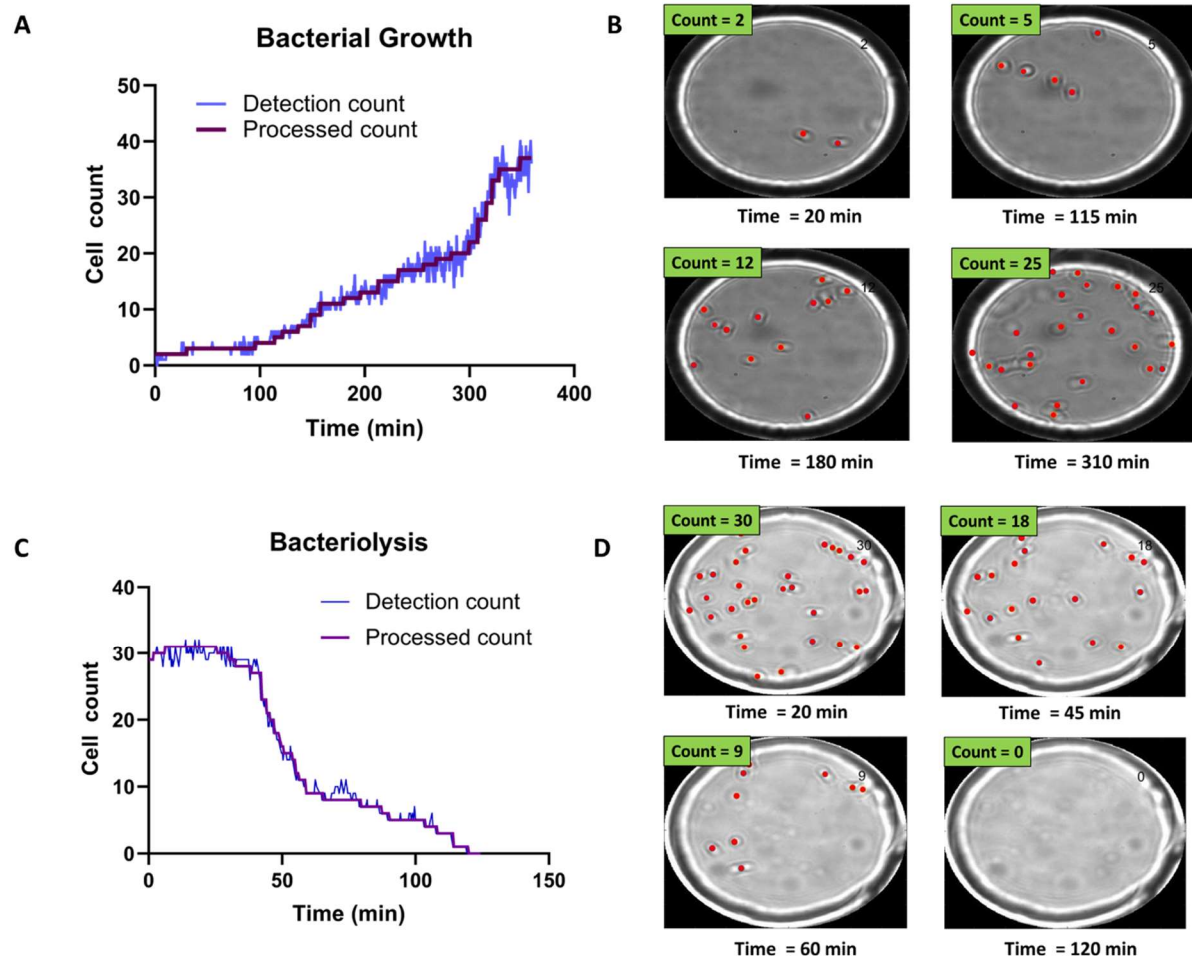 A
Bacterial Growth
50
40
30
20
10
0
0 100 200 300 400
Cell count
Time (min)
Detection count
Processed count
B
Count = 2
2
Time = 20 min
Count = 5
5
Time = 115 min
Count = 12
12
Time = 180 min
Count = 25
25
Time = 310 min
C
Bacteriolysis
40
30
20
10
0
0 50 100 150
Cell count
Time (min)
Detection count
Processed count
D
Count = 30
30
Time = 20 min
Count = 18
18
Time = 45 min
Count = 9
9
Time = 60 min
Count = 0
0
Time = 120 min